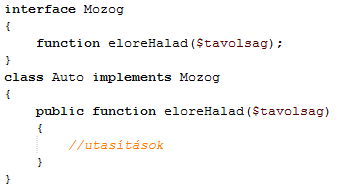 interface Mozog
{
    function eloreHalad($tavolsag);
}
class Auto implements Mozog
{
    public function eloreHalad($tavolsag)
    {
        //utasítások
    }
}